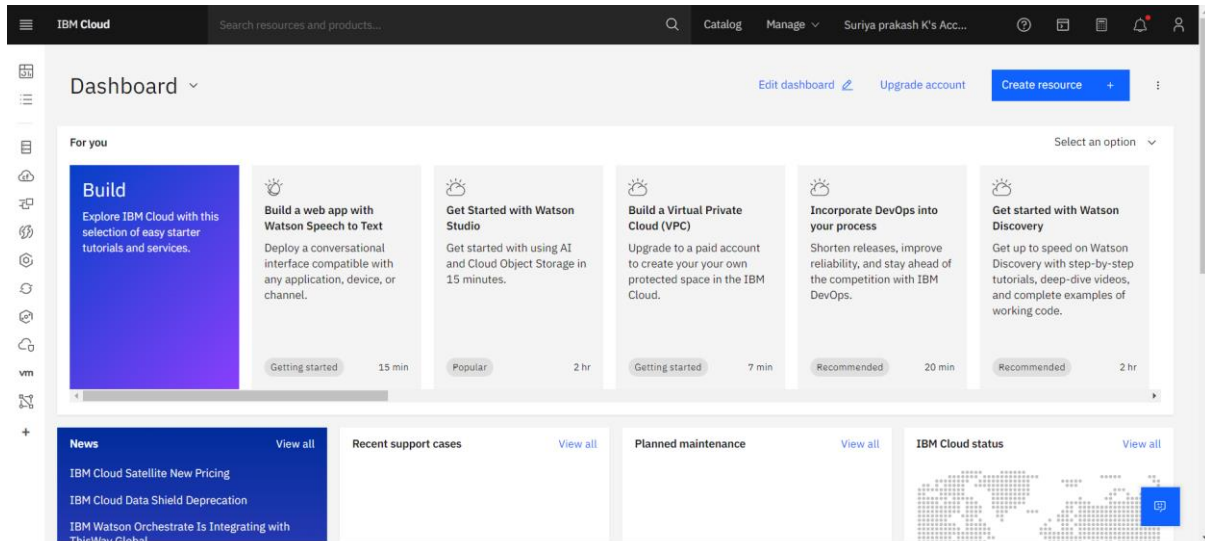 IBM Cloud
Search resources and products...
Catalog
Manage
Suriya prakash K's Acc...
Dashboard
Edit dashboard
Upgrade account
Create resource +
For you
Select an option
Build
Explore IBM Cloud with this
selection of easy starter
tutorials and services.
Build a web app with
Watson Speech to Text
Deploy a conversational
interface compatible with
any application, device, or
channel.
Getting started
15 min
Get Started with Watson
Studio
Get started with using AI
and Cloud Object Storage in
15 minutes.
Popular
2 hr
Build a Virtual Private
Cloud (VPC)
Upgrade to a paid account
to create your your own
protected space in the IBM
Cloud.
Getting started
7 min
Incorporate DevOps into
your process
Shorten releases, improve
reliability, and stay ahead of
the competition with IBM
DevOps.
Recommended
20 min
Get started with Watson
Discovery
Get up to speed on Watson
Discovery with step-by-step
tutorials, deep-dive videos,
and complete examples of
working code.
Recommended
2 hr
vm
News
View all
IBM Cloud Satellite New Pricing
IBM Cloud Data Shield Deprecation
IBM Watson Orchestrate Is Integrating with
ThisWay Global
Recent support cases
View all
Planned maintenance
View all
IBM Cloud status
View all